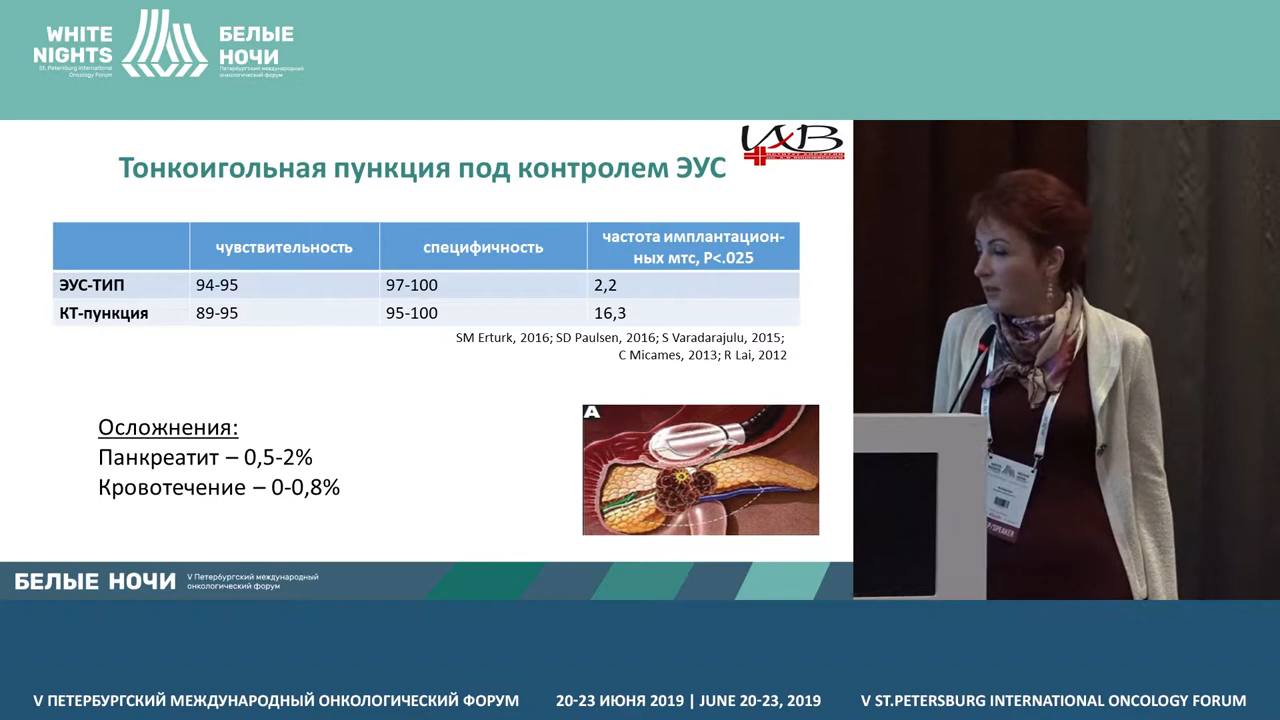 WHITE
NIGHTS
St. Petersburg International
Oncology Forum
БЕЛЫЕ
НОЧИ
Петербургский международный
онкологический форум
ИХВ
Тонкоигольная пункция под контролем ЭУС
чувствительность специфичность частота имплантацион-
ных мтс, P<.025
ЭУС-ТИП 94-95 97-100 2,2
КТ-пункция 89-95 95-100 16,3
SM Erturk, 2016; SD Paulsen, 2016; S Varadarajulu, 2015;
C Micames, 2013; R Lai, 2012
Осложнения:
Панкреатит – 0,5-2%
Кровотечение – 0-0,8%
A
БЕЛЫЕ НОЧИ
V Петербургский международный
онкологический форум
WHITE
NIGHTS
SPEAKER
V ПЕТЕРБУРГСКИЙ МЕЖДУНАРОДНЫЙ ОНКОЛОГИЧЕСКИЙ ФОРУМ 20-23 ИЮНЯ 2019 | JUNE 20-23, 2019 V ST.PETERSBURG INTERNATIONAL ONCOLOGY FORUM